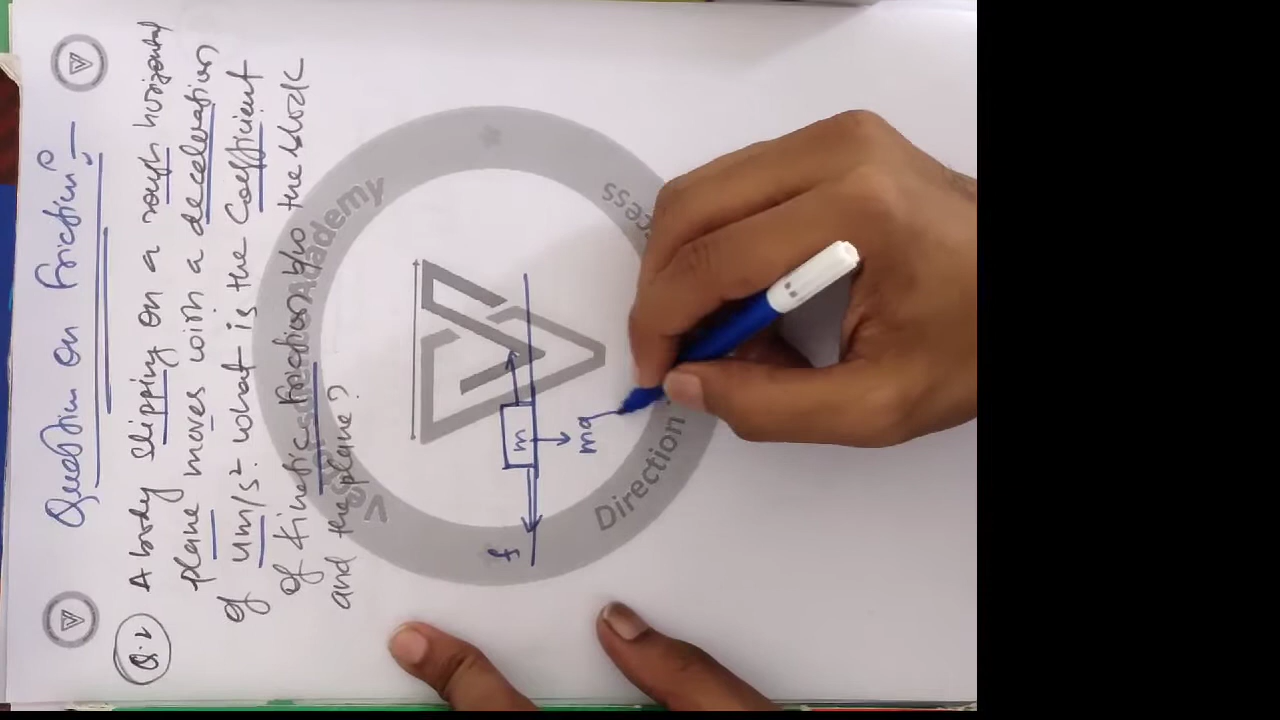 Question on friction:-
Q.2 A body slipping on a rough horizontal
plane moves with a deceleration
of 4m/s². what is the Coefficient
of kinetic friction b/w the block
and the plane?
m
f
mg
Academy
Direction